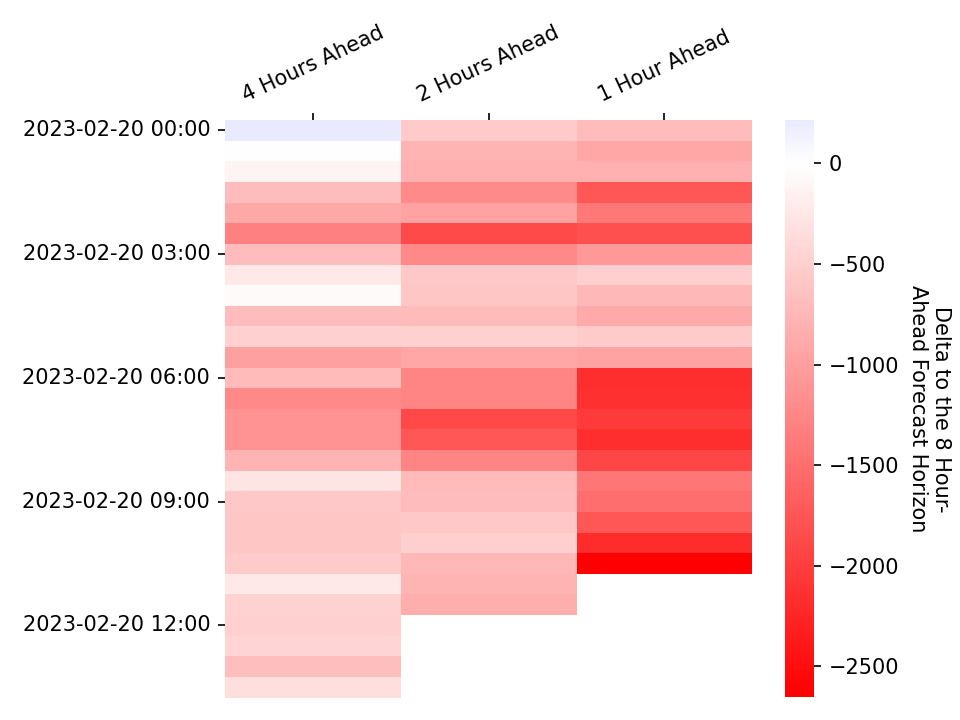 4 Hours Ahead
2 Hours Ahead
1 Hour Ahead
2023-02-20 00:00
2023-02-20 03:00
2023-02-20 06:00
2023-02-20 09:00
2023-02-20 12:00
0
−500
−1000
−1500
−2000
−2500
Delta to the 8 Hour-
Ahead Forecast Horizon